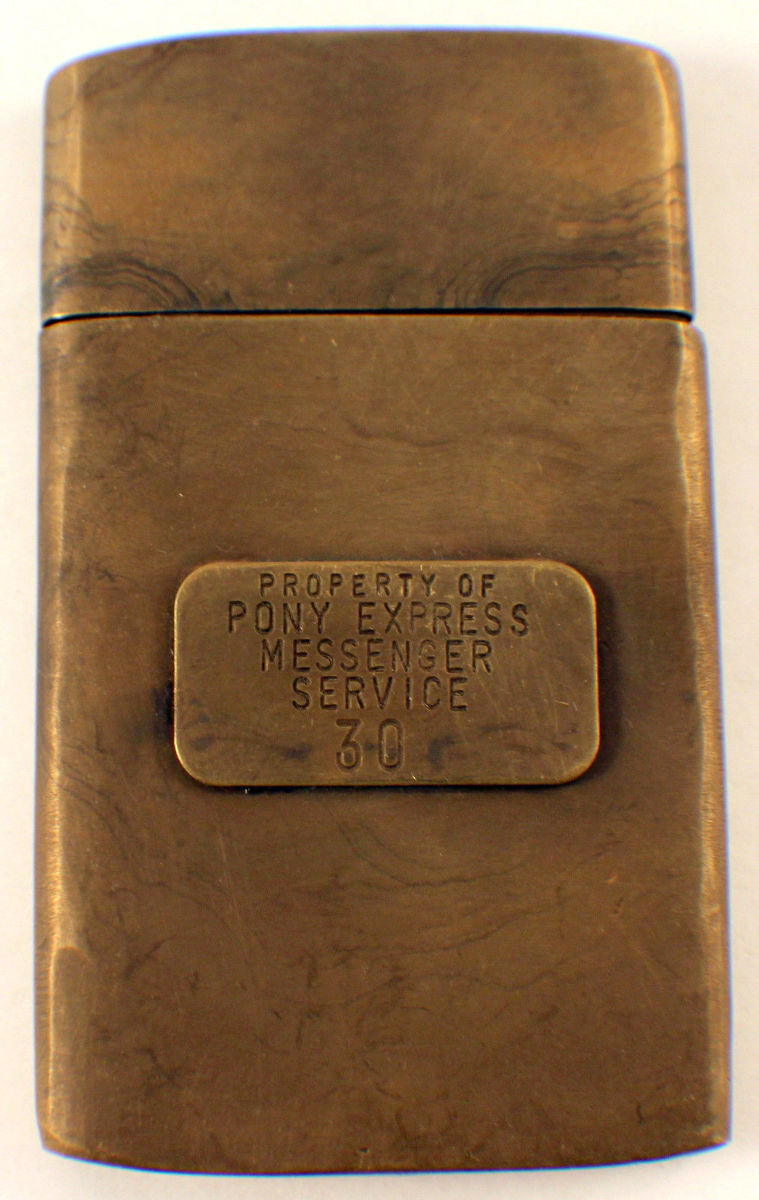 PROPERTY OF
PONY EXPRESS
MESSENGER
SERVICE
30